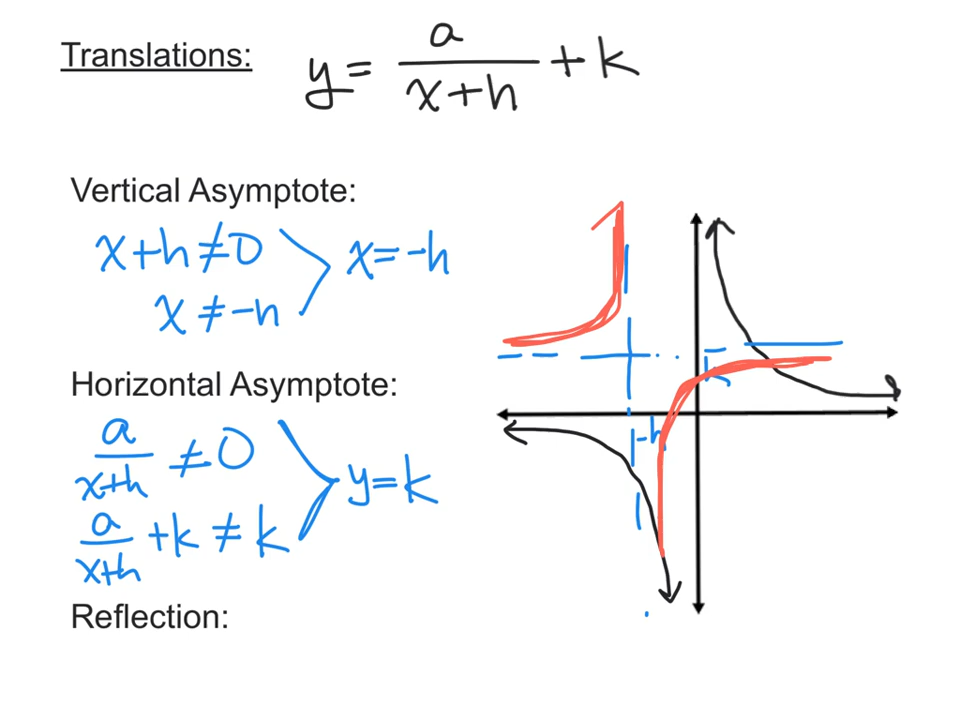 Translations: y = a/(x+h) + k
Vertical Asymptote:
x+h≠0
x≠-h
x=-h
Horizontal Asymptote:
a/(x+h) ≠0
a/(x+h) +k ≠ k
y=k
Reflection:
k
-h